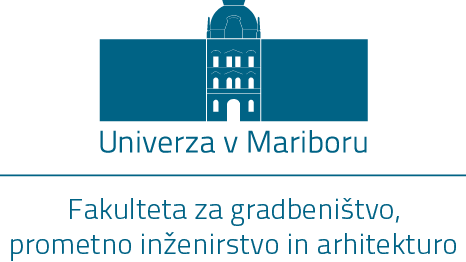 Univerza v Mariboru
Fakulteta za gradbeništvo,
prometno inženirstvo in arhitekturo